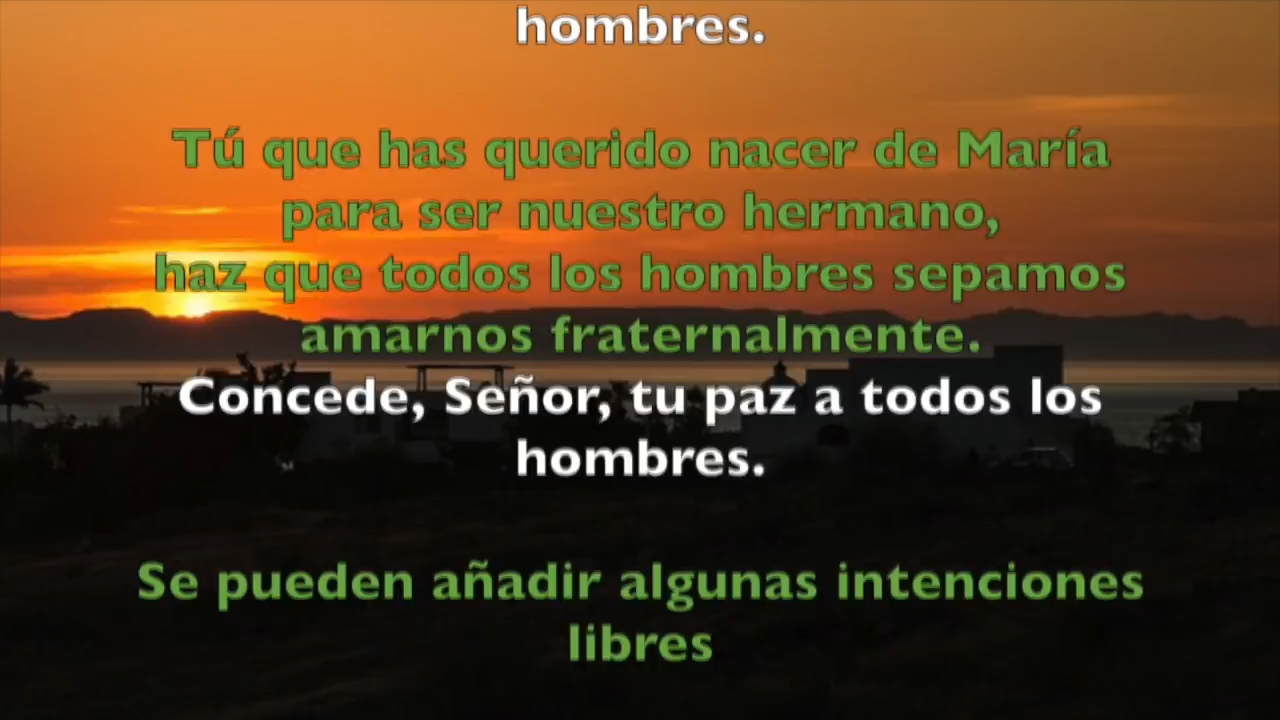 hombres.
Tú que has querido nacer de María
para ser nuestro hermano,
haz que todos los hombres sepamos
amarnos fraternalmente.
Concede, Señor, tu paz a todos los
hombres.
Se pueden añadir algunas intenciones
libres